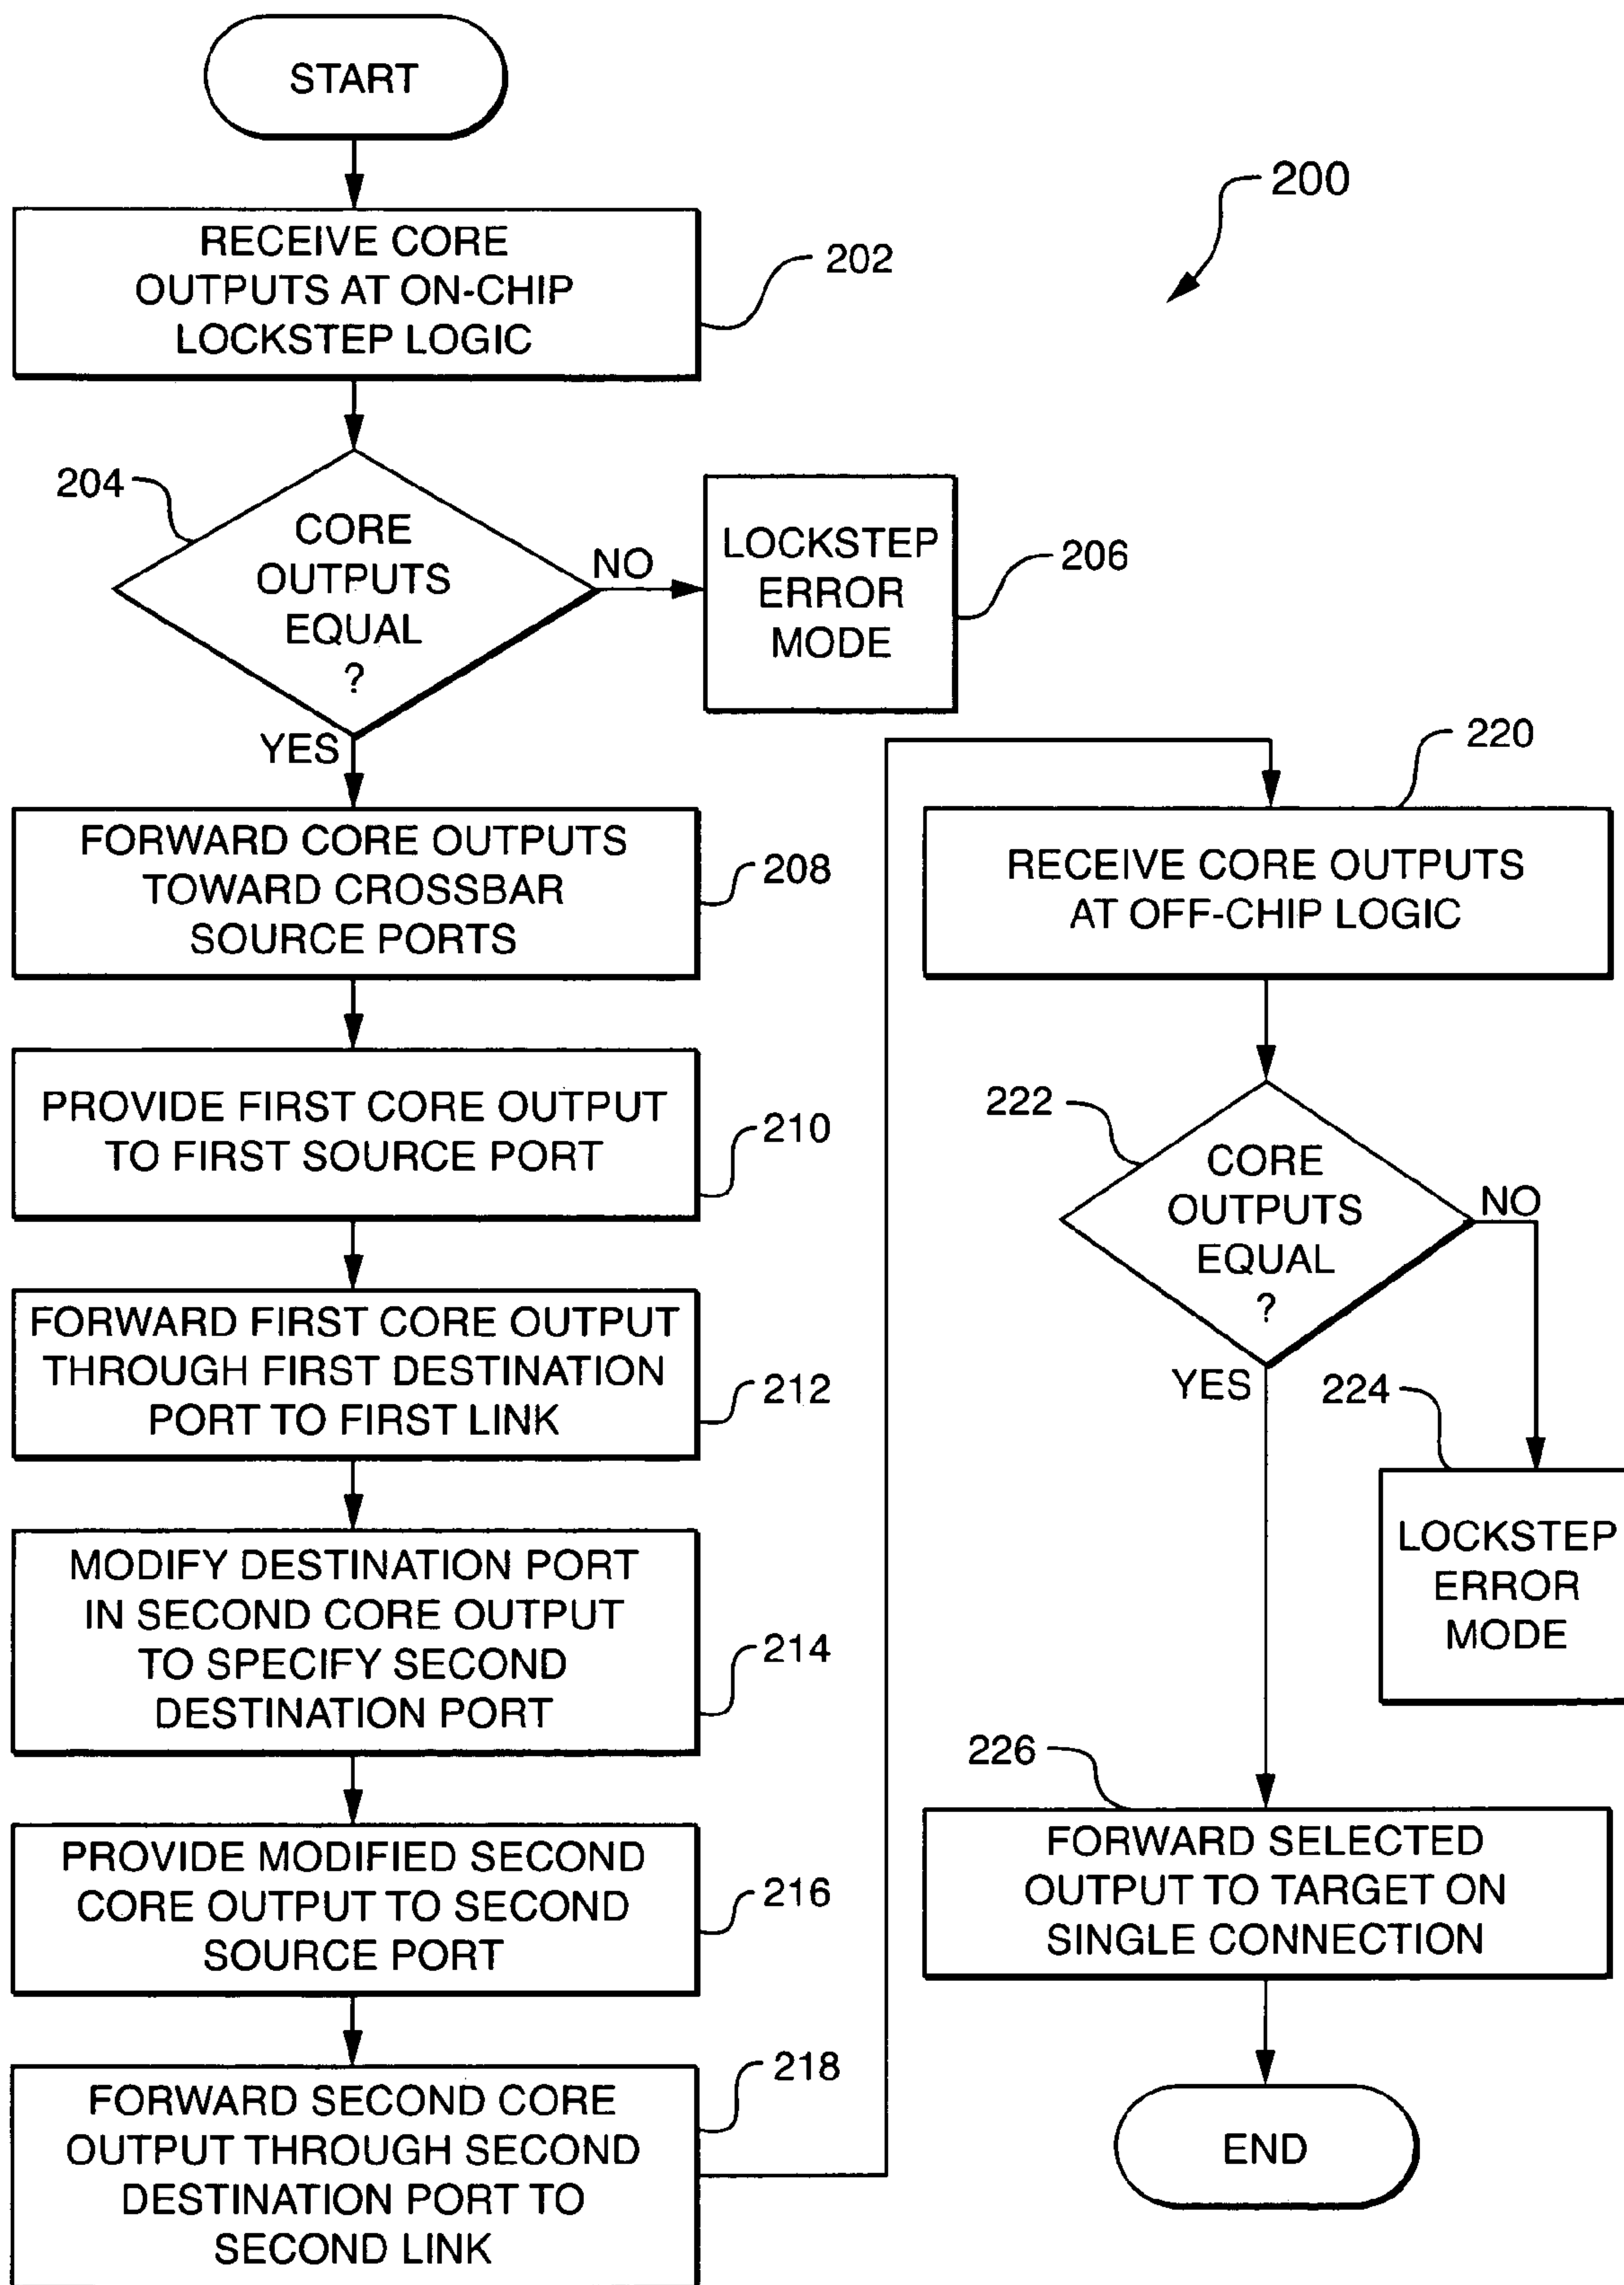 START
200
RECEIVE CORE
OUTPUTS AT ON-CHIP
LOCKSTEP LOGIC
202
204
CORE
OUTPUTS
EQUAL
?
NO
YES
LOCKSTEP
ERROR
MODE
206
FORWARD CORE OUTPUTS
TOWARD CROSSBAR
SOURCE PORTS
208
PROVIDE FIRST CORE OUTPUT
TO FIRST SOURCE PORT
210
FORWARD FIRST CORE OUTPUT
THROUGH FIRST DESTINATION
PORT TO FIRST LINK
212
MODIFY DESTINATION PORT
IN SECOND CORE OUTPUT
TO SPECIFY SECOND
DESTINATION PORT
214
PROVIDE MODIFIED SECOND
CORE OUTPUT TO SECOND
SOURCE PORT
216
FORWARD SECOND CORE
OUTPUT THROUGH SECOND
DESTINATION PORT TO
SECOND LINK
218
220
RECEIVE CORE OUTPUTS
AT OFF-CHIP LOGIC
222
CORE
OUTPUTS
EQUAL
?
NO
YES
224
LOCKSTEP
ERROR
MODE
226
FORWARD SELECTED
OUTPUT TO TARGET ON
SINGLE CONNECTION
END